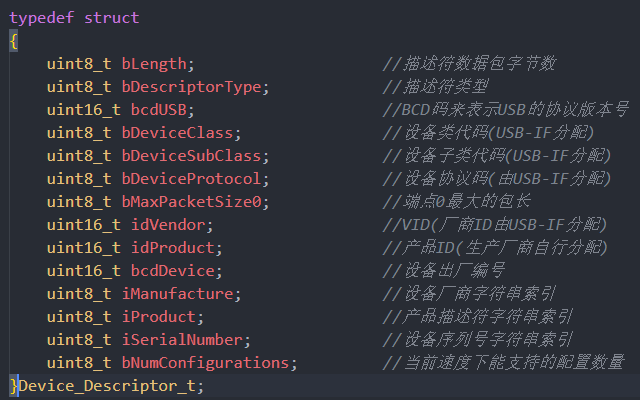 typedef struct
{
uint8_t bLength; //描述符数据包字节数
uint8_t bDescriptorType; //描述符类型
uint16_t bcdUSB; //BCD码来表示USB的协议版本号
uint8_t bDeviceClass; //设备类代码(USB-IF分配)
uint8_t bDeviceSubClass; //设备子类代码(USB-IF分配)
uint8_t bDeviceProtocol; //设备协议码(由USB-IF分配)
uint8_t bMaxPacketSize0; //端点0最大的包长
uint16_t idVendor; //VID(厂商ID由USB-IF分配)
uint16_t idProduct; //产品ID(生产厂商自行分配)
uint16_t bcdDevice; //设备出厂编号
uint8_t iManufacture; //设备厂商字符串索引
uint8_t iProduct; //产品描述符字符串索引
uint8_t iSerialNumber; //设备序列号字符串索引
uint8_t bNumConfigurations; //当前速度下能支持的配置数量
}Device_Descriptor_t;